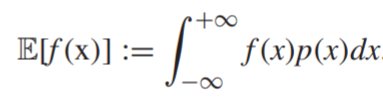 𝔼[f(x)] := ∫_{-∞}^{+∞} f(x)p(x)dx.